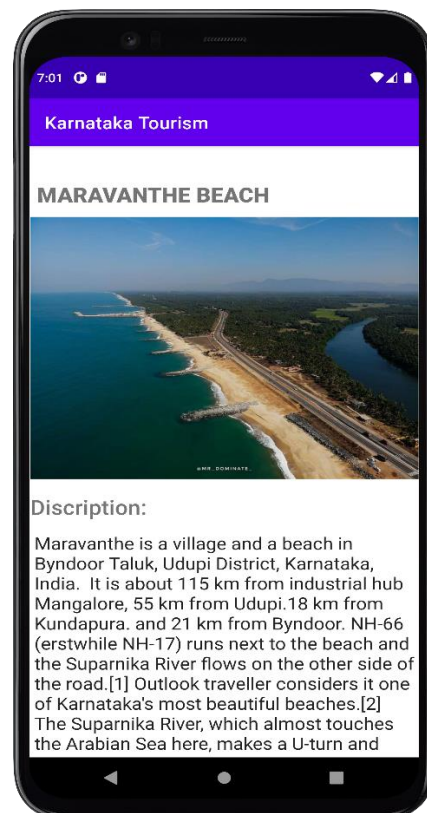 7:01
Karnataka Tourism
MARAVANTHE BEACH
@MR_DOMINATE_
Discription:
Maravanthe is a village and a beach in
Byndoor Taluk, Udupi District, Karnataka,
India.  It is about 115 km from industrial hub
Mangalore, 55 km from Udupi.18 km from
Kundapura. and 21 km from Byndoor. NH-66
(erstwhile NH-17) runs next to the beach and
the Suparnika River flows on the other side of
the road.[1] Outlook traveller considers it one
of Karnataka's most beautiful beaches.[2]
The Suparnika River, which almost touches
the Arabian Sea here, makes a U-turn and